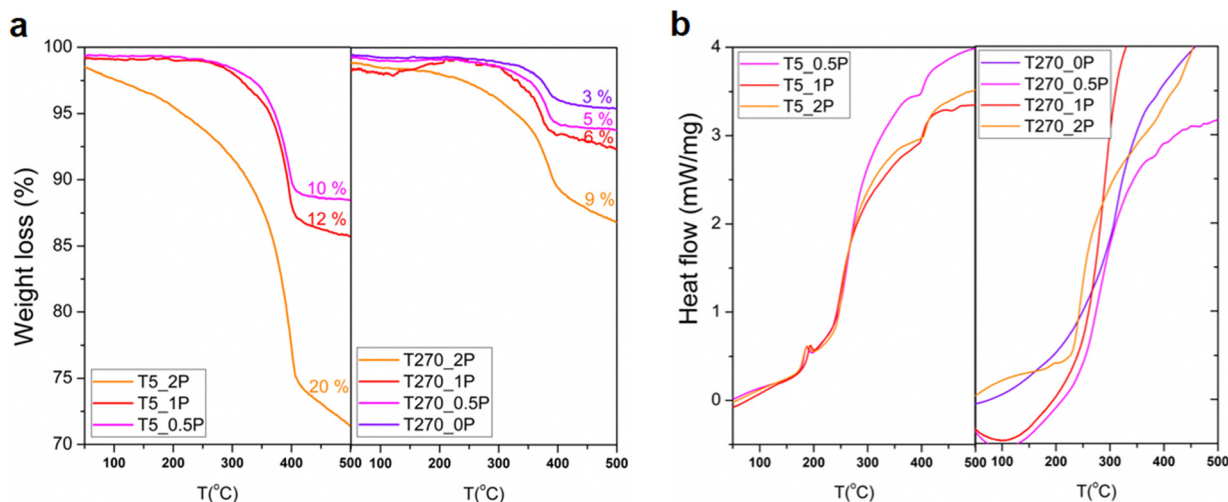 a
Weight loss (%)
100
95
90
85
80
75
70
10 %
12 %
20 %
T5_2P
T5_1P
T5_0.5P
100 200 300 400 500
T(°C)
3 %
5 %
6 %
9 %
T270_2P
T270_1P
T270_0.5P
T270_0P
100 200 300 400 500
T(°C)
b
Heat flow (mW/mg)
4
3
2
1
0
T5_0.5P
T5_1P
T5_2P
100 200 300 400 500
T(°C)
T270_0P
T270_0.5P
T270_1P
T270_2P
100 200 300 400 500
T(°C)